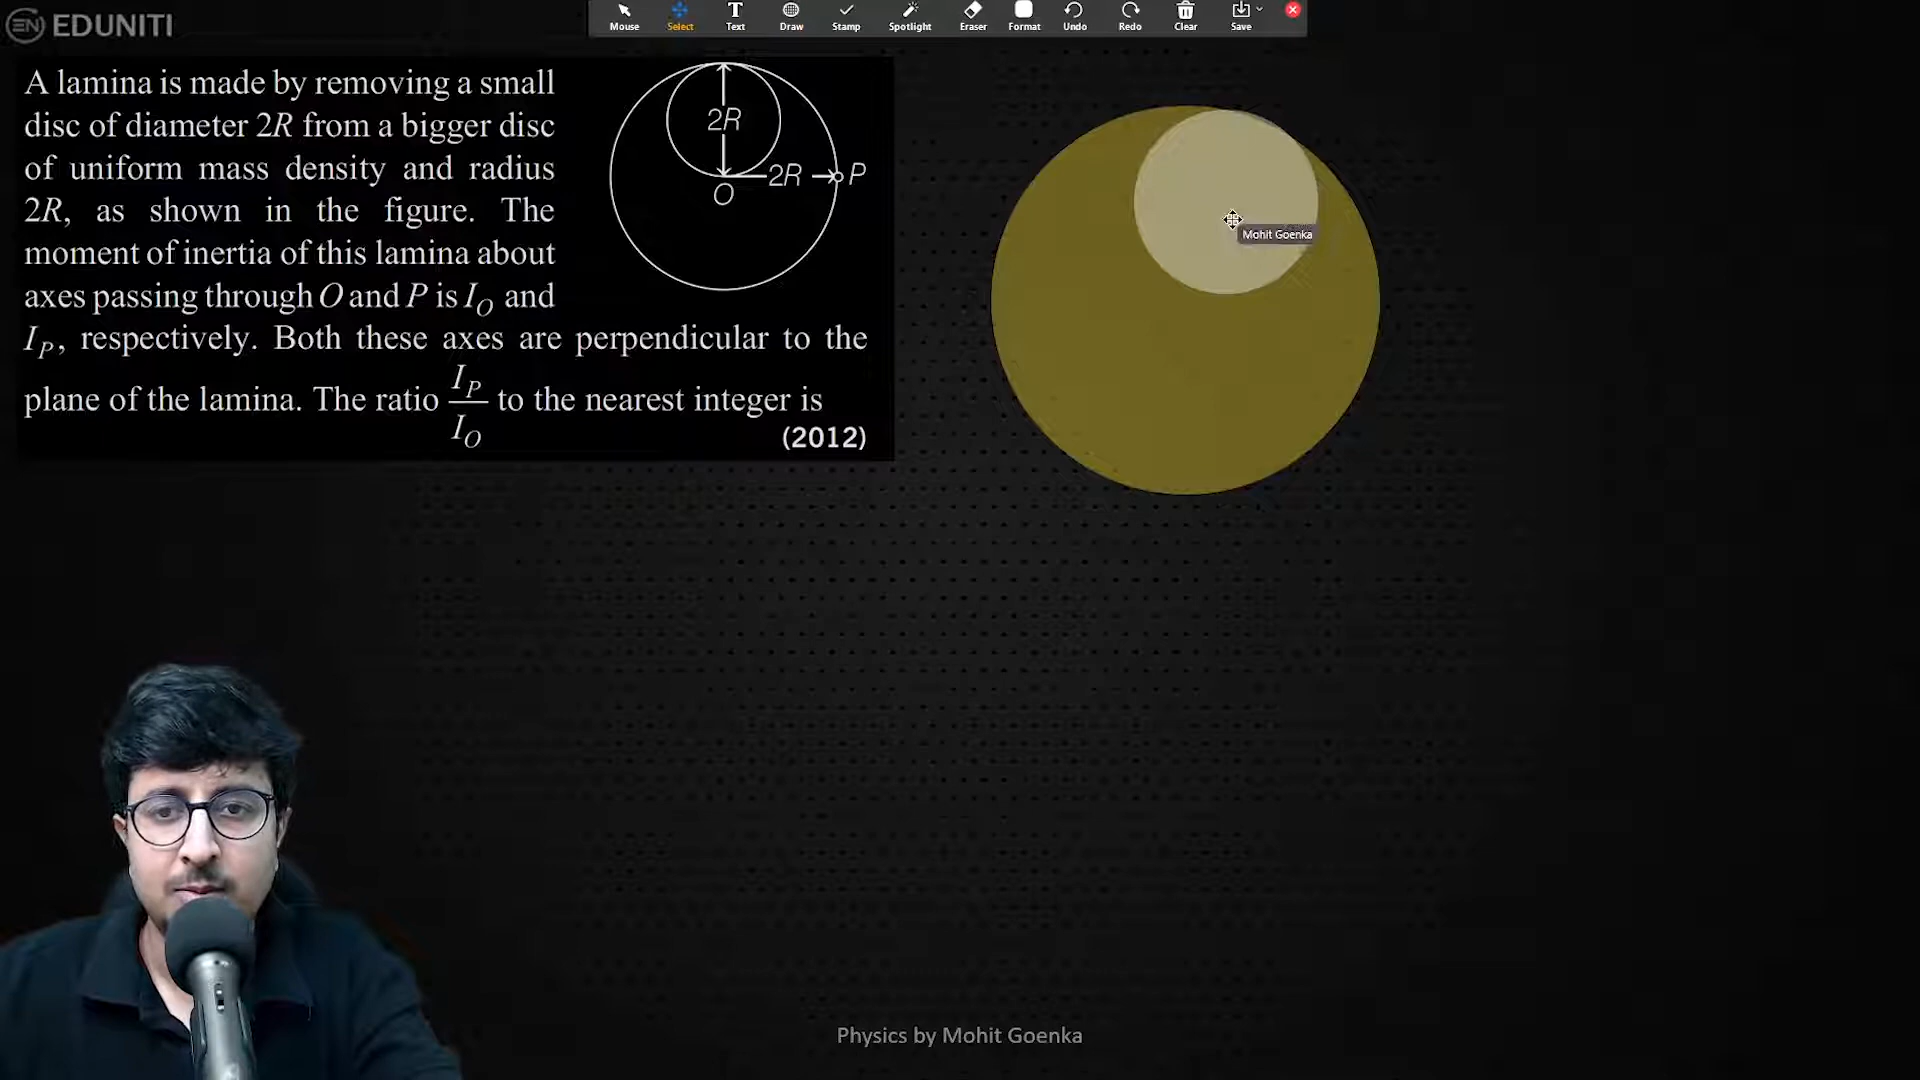 EDUNITI
Mouse Select Text Draw Stamp Spotlight Eraser Format Undo Redo Clear Save
A lamina is made by removing a small
disc of diameter 2R from a bigger disc
of uniform mass density and radius
2R, as shown in the figure. The
moment of inertia of this lamina about
axes passing through O and P is I_O and
I_P, respectively. Both these axes are perpendicular to the
plane of the lamina. The ratio I_P/I_O to the nearest integer is
(2012)
2R
2R P
O
Mohit Goenka
Physics by Mohit Goenka